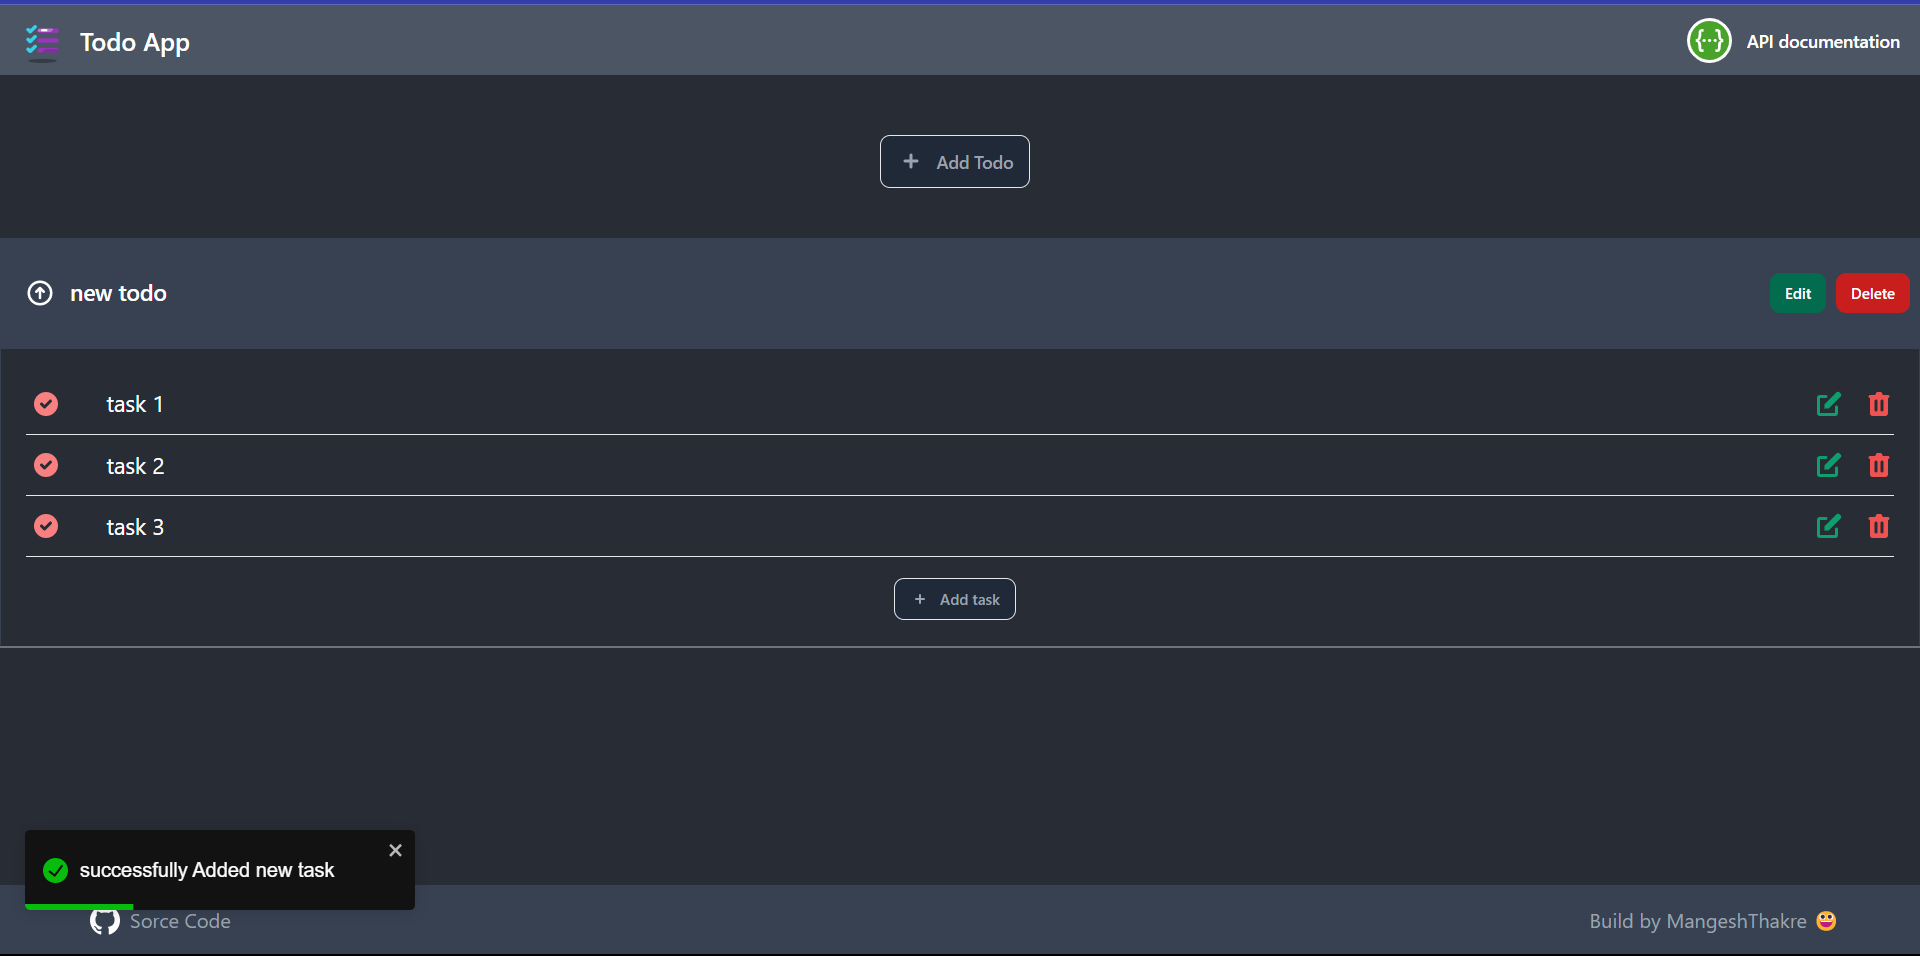 Todo App
API documentation
+ Add Todo
new todo
Edit
Delete
task 1
task 2
task 3
+ Add task
successfully Added new task
Sorce Code
Build by MangeshThakre 😀